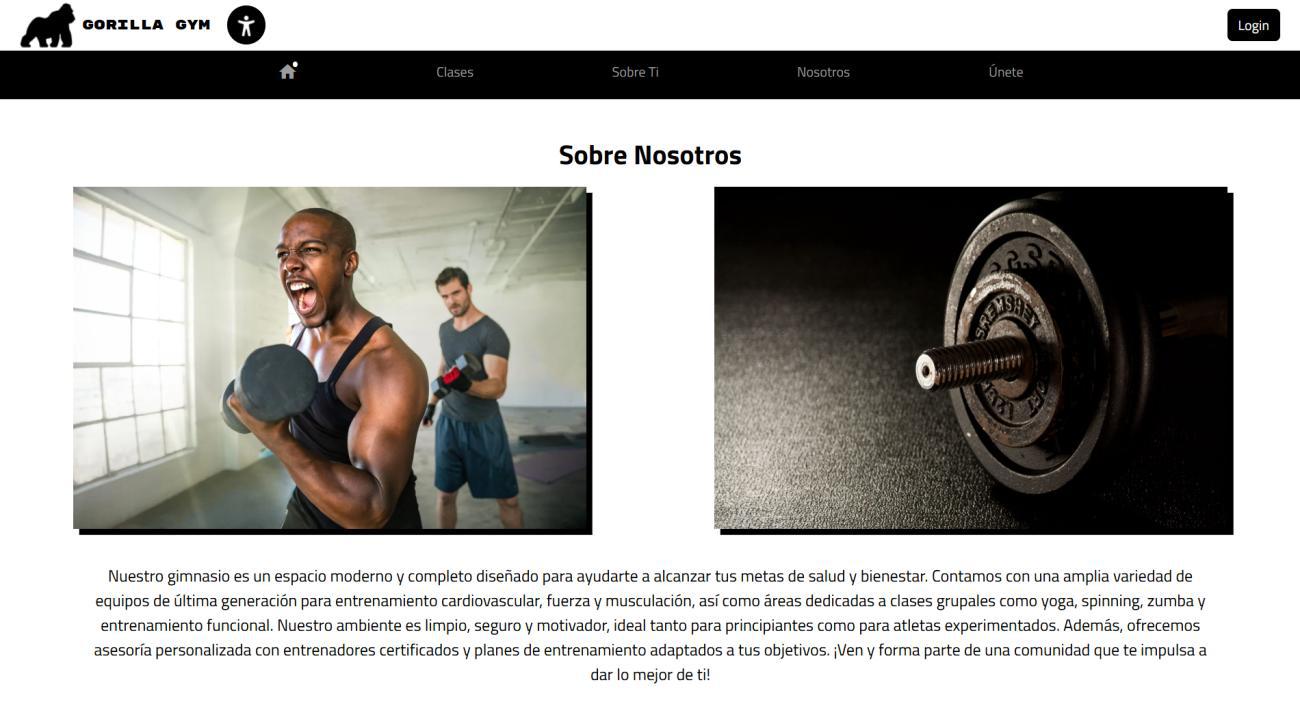 GORILLA GYM
Login
Clases
Sobre Ti
Nosotros
Únete
Sobre Nosotros
BREMSHEY
Nuestro gimnasio es un espacio moderno y completo diseñado para ayudarte a alcanzar tus metas de salud y bienestar. Contamos con una amplia variedad de
equipos de última generación para entrenamiento cardiovascular, fuerza y musculación, así como áreas dedicadas a clases grupales como yoga, spinning, zumba y
entrenamiento funcional. Nuestro ambiente es limpio, seguro y motivador, ideal tanto para principiantes como para atletas experimentados. Además, ofrecemos
asesoría personalizada con entrenadores certificados y planes de entrenamiento adaptados a tus objetivos. ¡Ven y forma parte de una comunidad que te impulsa a
dar lo mejor de ti!